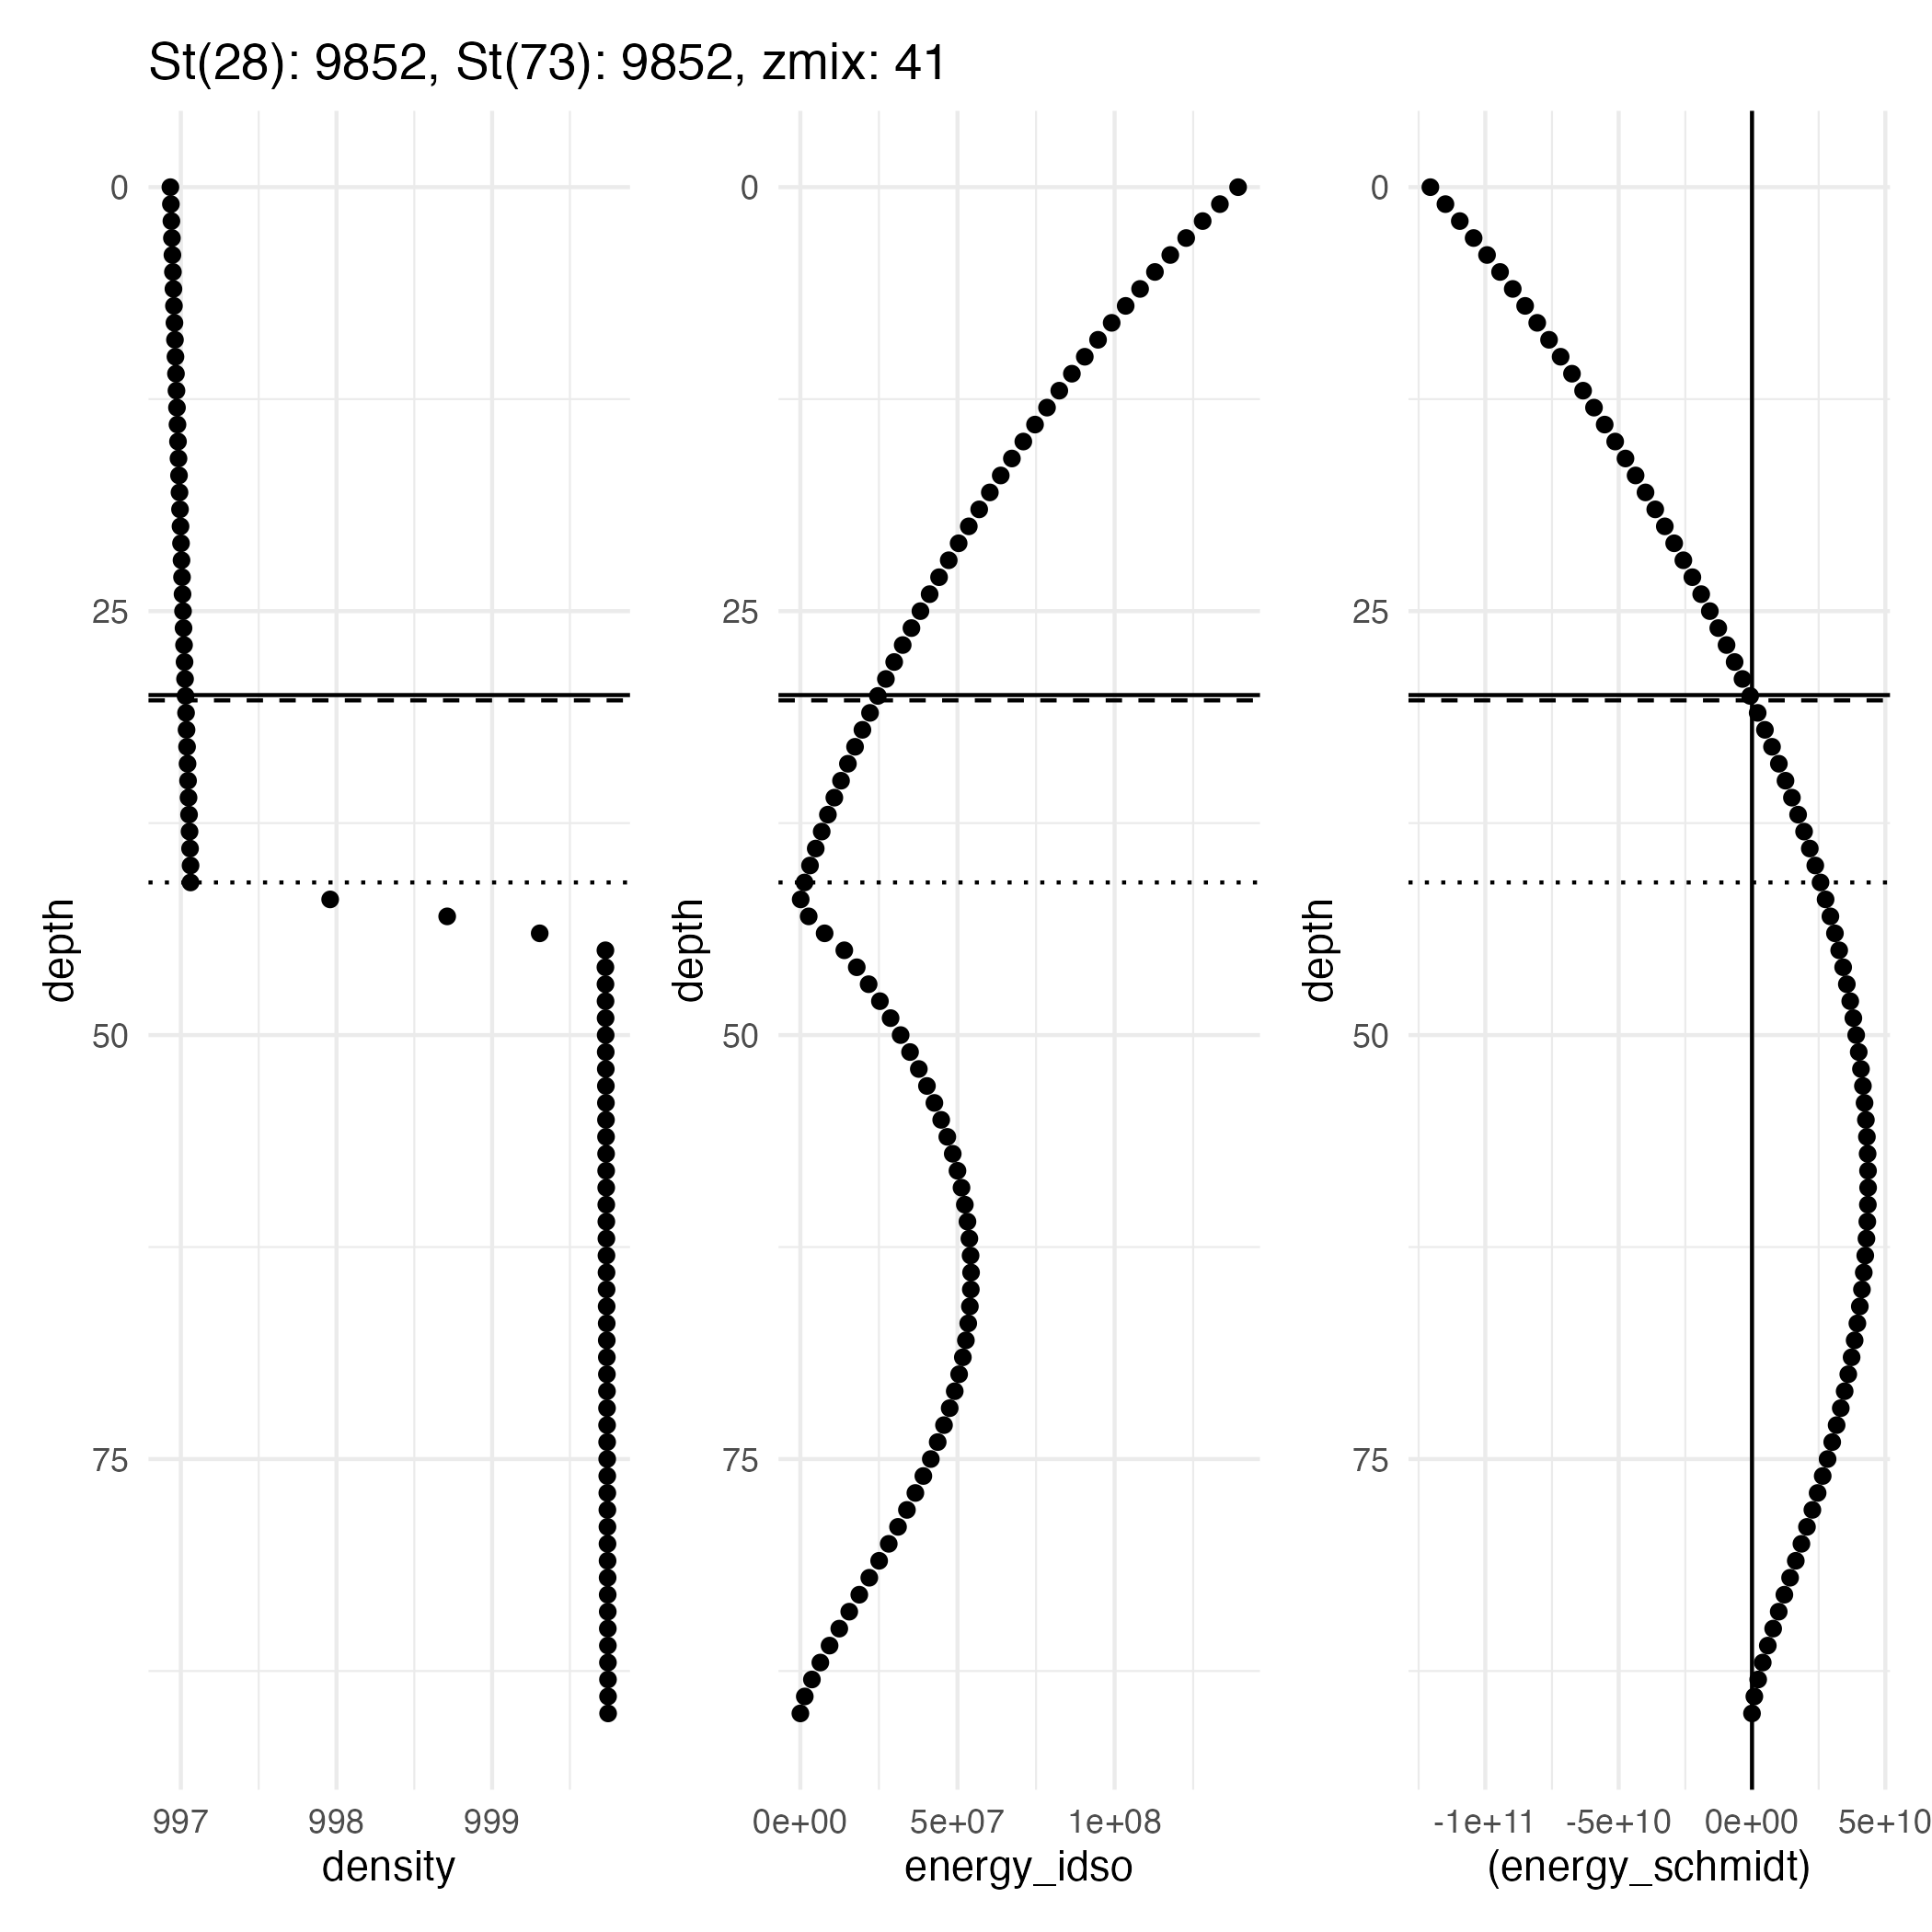 St(28): 9852, St(73): 9852, zmix: 41
depth
0
25
50
75
997
998
999
density
depth
0
25
50
75
0e+00
5e+07
1e+08
energy_idso
depth
0
25
50
75
-1e+11
-5e+10
0e+00
5e+10
(energy_schmidt)